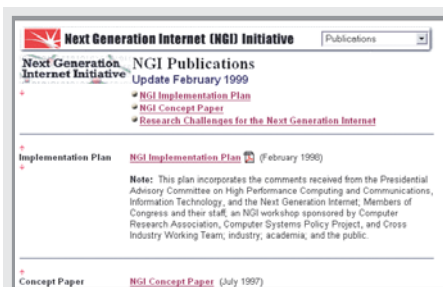 Next Generation Internet (NGI) Initiative
Publications
Next Generation
Internet Initiative
NGI Publications
Update February 1999
NGI Implementation Plan
NGI Concept Paper
Research Challenges for the Next Generation Internet
Implementation Plan
NGI Implementation Plan (February 1998)
Note: This plan incorporates the comments received from the Presidential
Advisory Committee on High Performance Computing and Communications,
Information Technology, and the Next Generation Internet; Members of
Congress and their staff; an NGI workshop sponsored by Computer
Research Association, Computer Systems Policy Project, and Cross
Industry Working Team; industry; academia; and the public.
Concept Paper
NGI Concept Paper (July 1997)